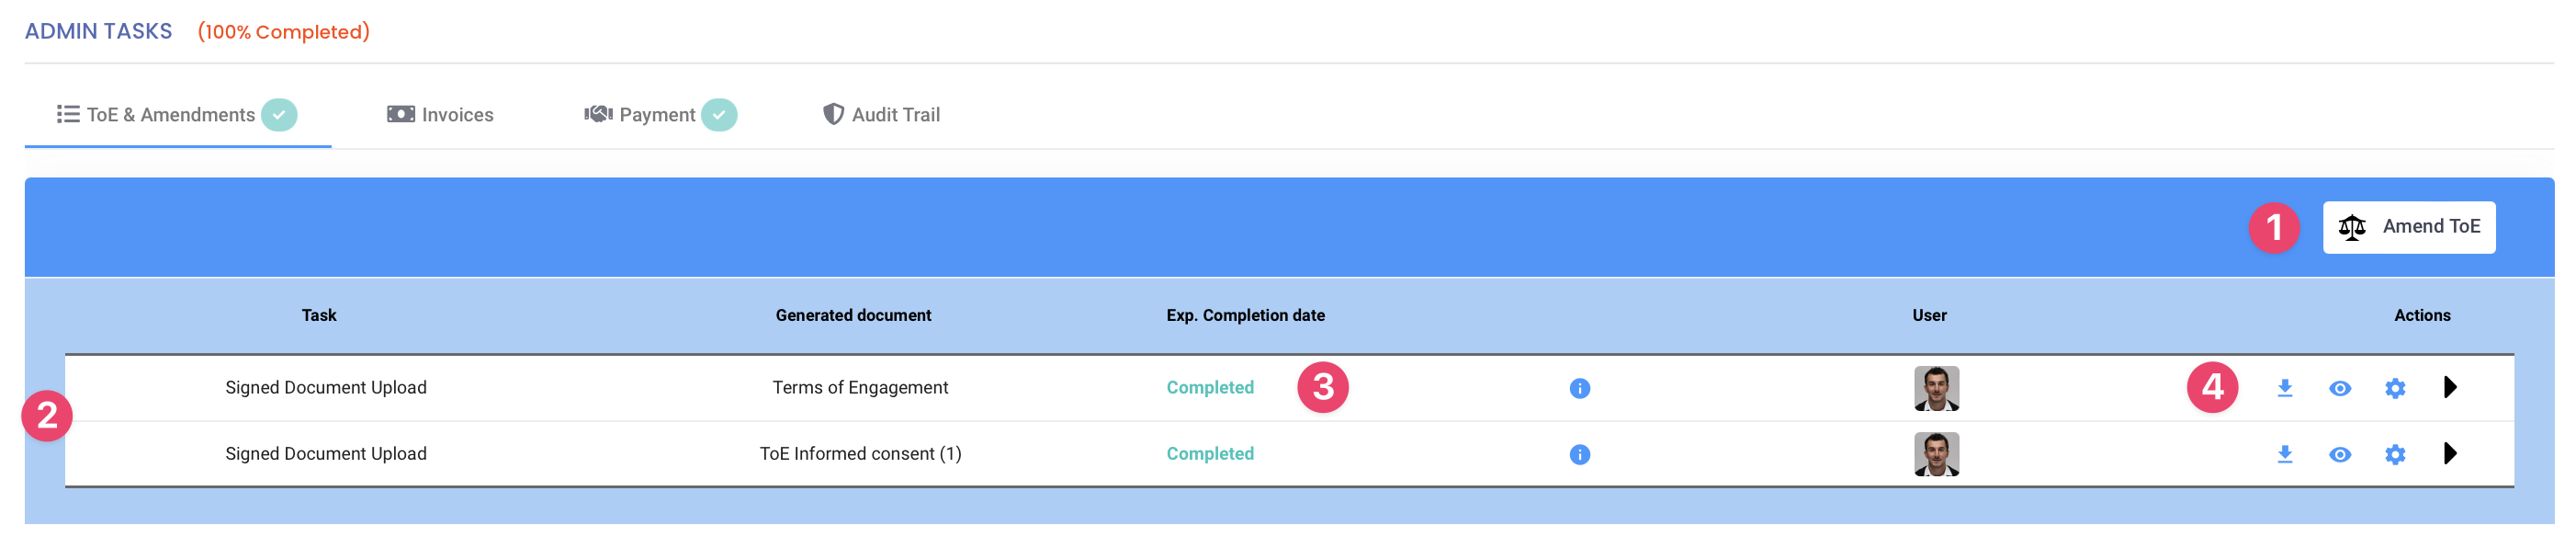 ADMIN TASKS (100% Completed)
ToE & Amendments Invoices Payment Audit Trail
1 Amend ToE
Task Generated document Exp. Completion date User Actions
Signed Document Upload Terms of Engagement Completed 3 4
2
Signed Document Upload ToE Informed consent (1) Completed